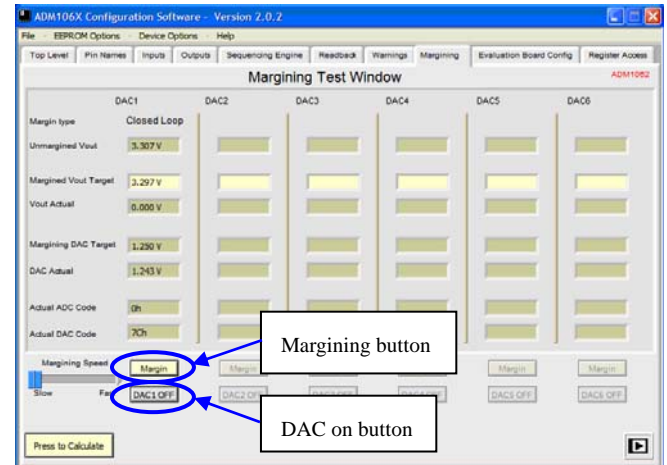 ADM106X Configuration Software - Version 2.0.2
File EEPROM Options Device Options Help
Top Level Pin Names Inputs Outputs Sequencing Engine Readback Warnings Margining Evaluation Board Config Register Access
Margining Test Window ADM1062
DAC1 DAC2 DAC3 DAC4 DAC5 DAC6
Margin type Closed Loop
Unmargined Vout 3.307 V
Margined Vout Target 3.297 V
Vout Actual 0.000 V
Margining DAC Target 1.250 V
DAC Actual 1.243 V
Actual ADC Code 0h
Actual DAC Code 7Ch
Margining button
Margining Speed Margin Margin Margin Margin
Slow Fast DAC1 OFF DAC2 OFF DAC5 OFF DAC6 OFF
DAC on button
Press to Calculate